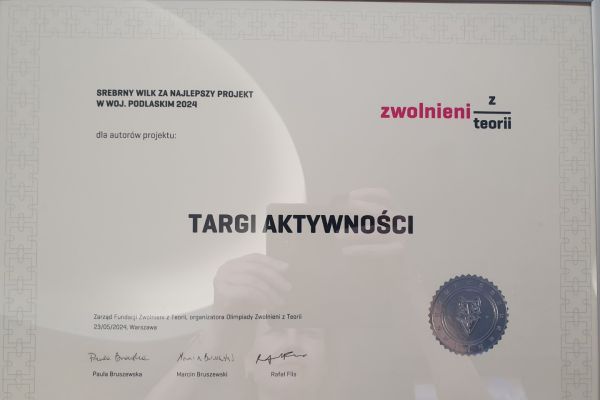 SREBRNY WILK ZA NAJLEPSZY PROJEKT
W WOJ. PODLASKIM 2024
dla autorów projektu:
zwolnieni z teorii
TARGI AKTYWNOŚCI
Zarząd Fundacji Zwolnieni z Teorii, organizatora Olimpiady Zwolnieni z Teorii
23/05/2024, Warszawa
Paula Bruszewska Marcin Bruszewski Rafał Flis